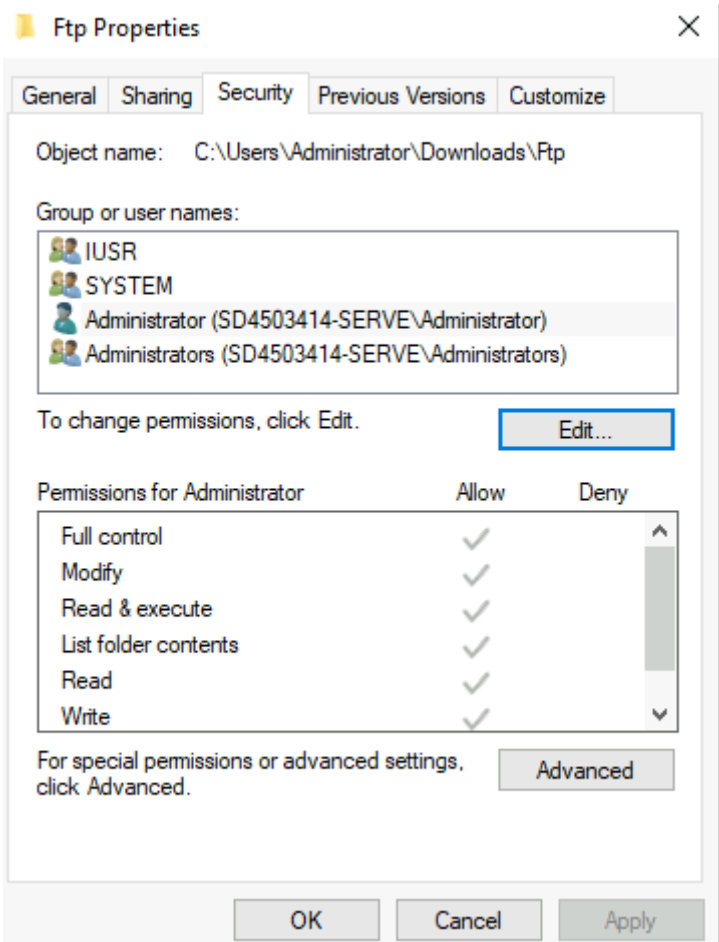 Ftp Properties
General Sharing Security Previous Versions Customize
Object name: C:\Users\Administrator\Downloads\Ftp
Group or user names:
IUSR
SYSTEM
Administrator (SD4503414-SERVE\Administrator)
Administrators (SD4503414-SERVE\Administrators)
To change permissions, click Edit.
Edit...
Permissions for Administrator Allow Deny
Full control
Modify
Read & execute
List folder contents
Read
Write
For special permissions or advanced settings,
click Advanced.
Advanced
OK Cancel Apply